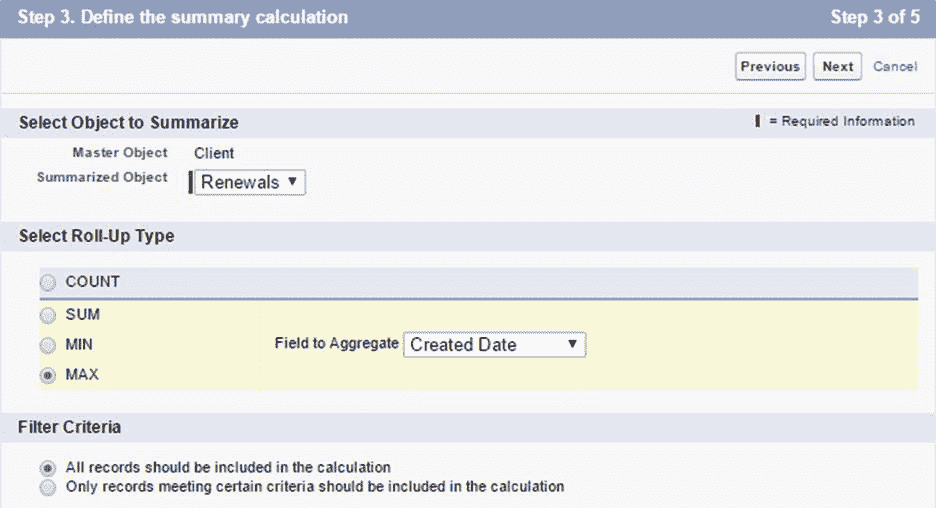 Step 3. Define the summary calculation Step 3 of 5
Previous Next Cancel
Select Object to Summarize = Required Information
Master Object Client
Summarized Object Renewals
Select Roll-Up Type
COUNT
SUM
MIN Field to Aggregate Created Date
MAX
Filter Criteria
All records should be included in the calculation
Only records meeting certain criteria should be included in the calculation